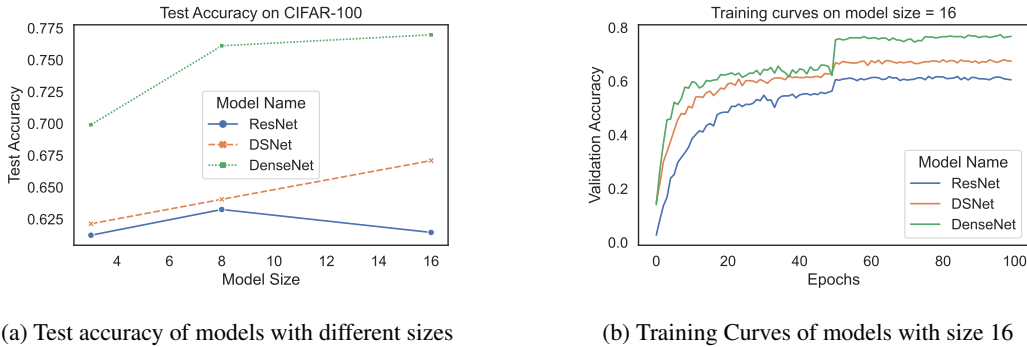 Test Accuracy on CIFAR-100
Test Accuracy
0.775
0.750
0.725
0.700
0.675
0.650
0.625
Model Name
ResNet
DSNet
DenseNet
4 6 8 10 12 14 16
Model Size
(a) Test accuracy of models with different sizes
Training curves on model size = 16
Validation Accuracy
0.8
0.6
0.4
0.2
0.0
Model Name
ResNet
DSNet
DenseNet
0 20 40 60 80 100
Epochs
(b) Training Curves of models with size 16